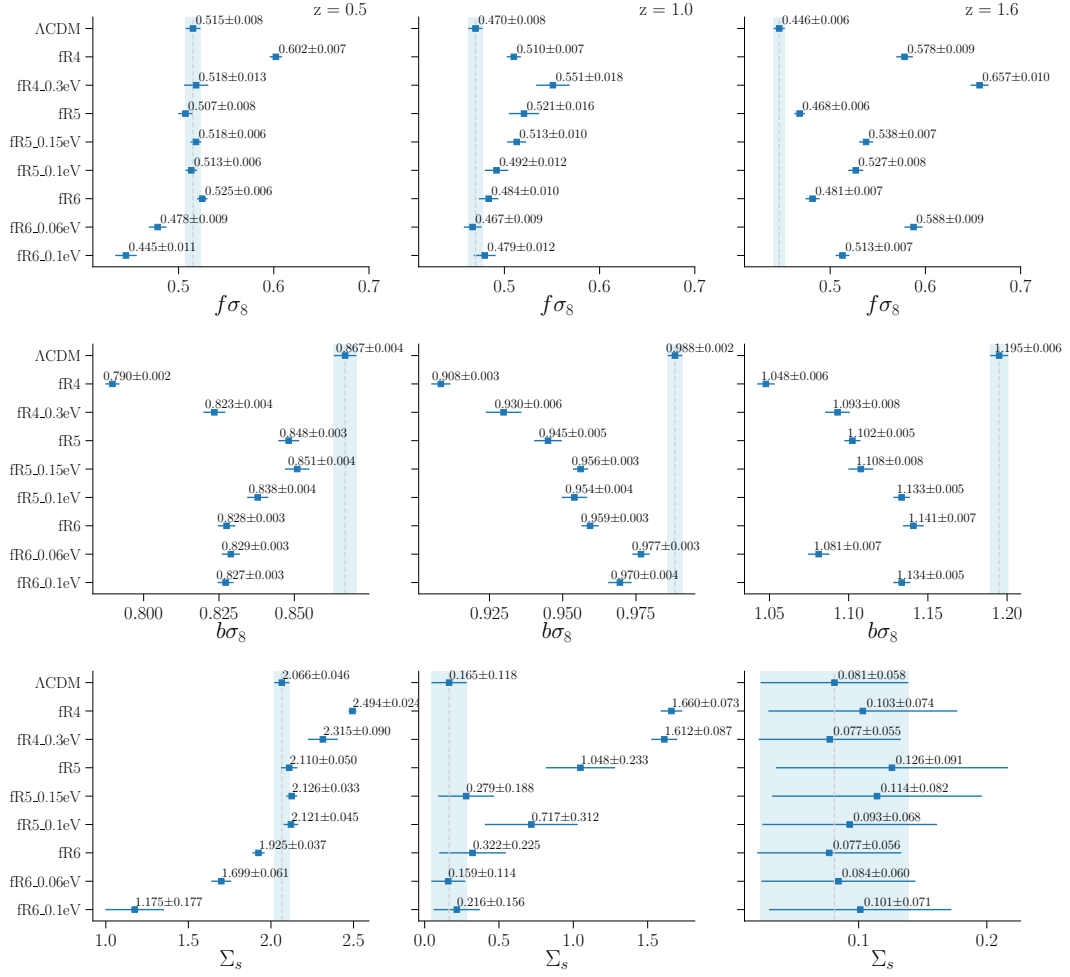 z = 0.5
z = 1.0
z = 1.6
ΛCDM
fR4
fR4_0.3eV
fR5
fR5_0.15eV
fR5_0.1eV
fR6
fR6_0.06eV
fR6_0.1eV
0.515±0.008
0.602±0.007
0.518±0.013
0.507±0.008
0.518±0.006
0.513±0.006
0.525±0.006
0.478±0.009
0.445±0.011
0.5 0.6 0.7
fσ₈
0.470±0.008
0.510±0.007
0.551±0.018
0.521±0.016
0.513±0.010
0.492±0.012
0.484±0.010
0.467±0.009
0.479±0.012
0.5 0.6 0.7
fσ₈
0.446±0.006
0.578±0.009
0.657±0.010
0.468±0.006
0.538±0.007
0.527±0.008
0.481±0.007
0.588±0.009
0.513±0.007
0.5 0.6 0.7
fσ₈
ΛCDM
fR4
fR4_0.3eV
fR5
fR5_0.15eV
fR5_0.1eV
fR6
fR6_0.06eV
fR6_0.1eV
0.867±0.004
0.790±0.002
0.823±0.004
0.848±0.003
0.851±0.004
0.838±0.004
0.828±0.003
0.829±0.003
0.827±0.003
0.800 0.825 0.850
bσ₈
0.988±0.002
0.908±0.003
0.930±0.006
0.945±0.005
0.956±0.003
0.954±0.004
0.959±0.003
0.977±0.003
0.970±0.004
0.925 0.950 0.975
bσ₈
1.195±0.006
1.048±0.006
1.093±0.008
1.102±0.005
1.108±0.008
1.133±0.005
1.141±0.007
1.081±0.007
1.134±0.005
1.05 1.10 1.15 1.20
bσ₈
ΛCDM
fR4
fR4_0.3eV
fR5
fR5_0.15eV
fR5_0.1eV
fR6
fR6_0.06eV
fR6_0.1eV
2.066±0.046
2.494±0.024
2.315±0.090
2.110±0.050
2.126±0.033
2.121±0.045
1.925±0.037
1.699±0.061
1.175±0.177
1.0 1.5 2.0 2.5
Σₛ
0.165±0.118
1.660±0.073
1.612±0.087
1.048±0.233
0.279±0.188
0.717±0.312
0.322±0.225
0.159±0.114
0.216±0.156
0.0 0.5 1.0 1.5
Σₛ
0.081±0.058
0.103±0.074
0.077±0.055
0.126±0.091
0.114±0.082
0.093±0.068
0.077±0.056
0.084±0.060
0.101±0.071
0.1 0.2
Σₛ